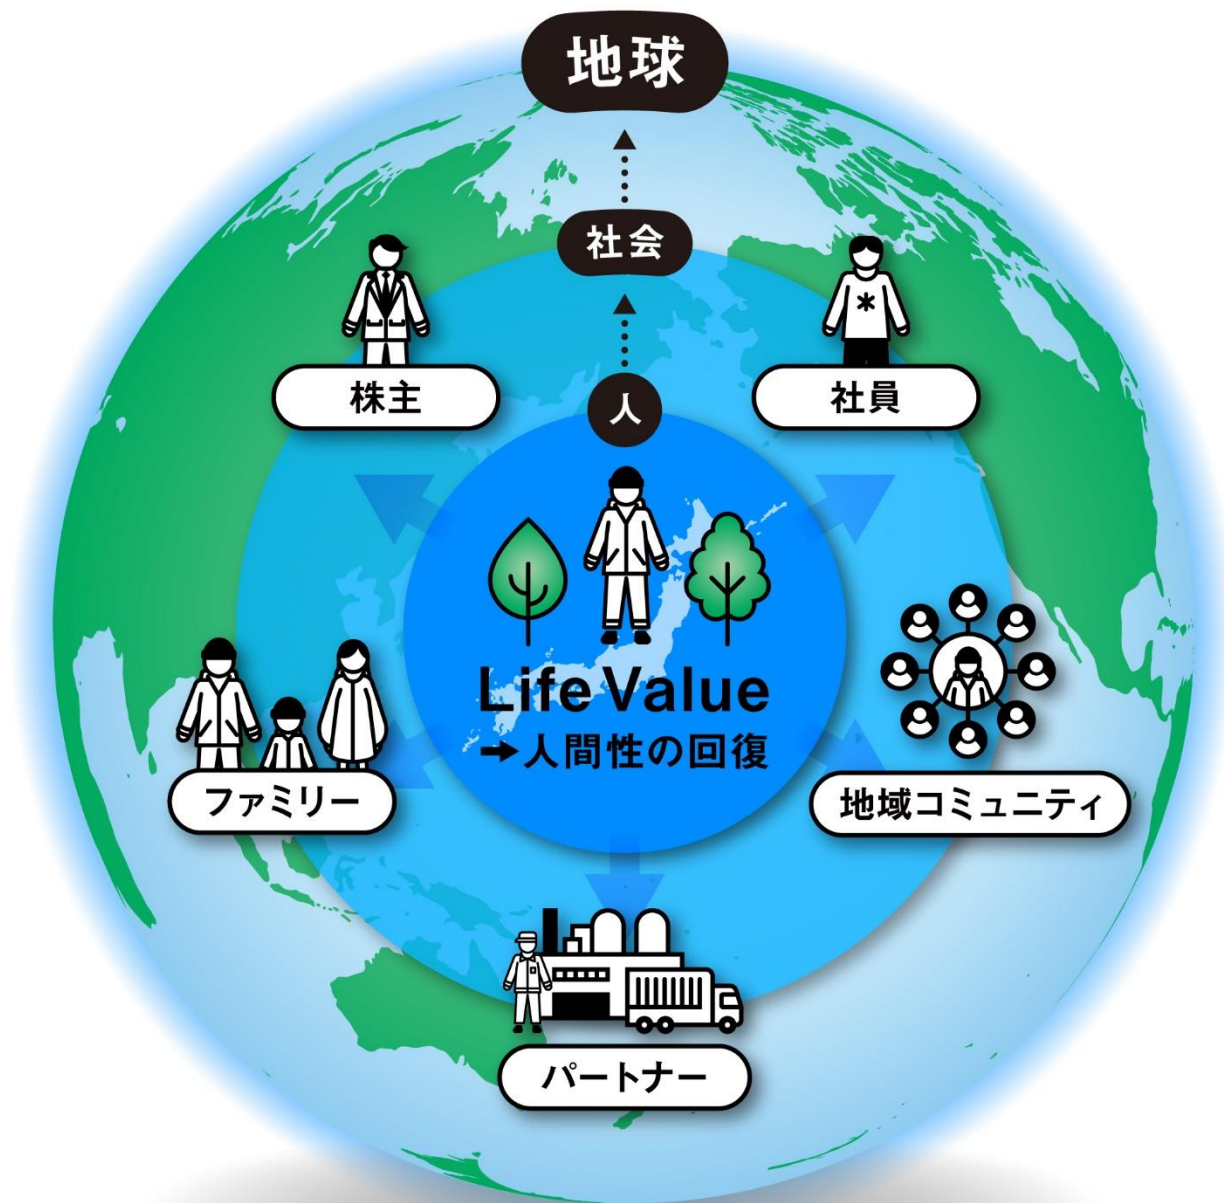 地球
社会
株主
社員
人
Life Value
➡人間性の回復
ファミリー
地域コミュニティ
パートナー